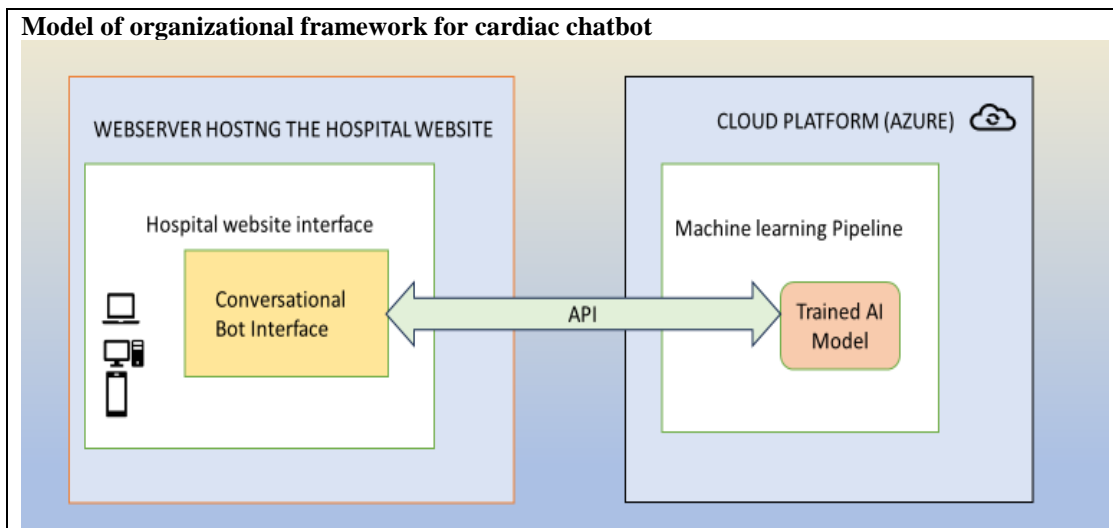 Model of organizational framework for cardiac chatbot
WEBSERVER HOSTNG THE HOSPITAL WEBSITE
Hospital website interface
Conversational
Bot Interface
API
CLOUD PLATFORM (AZURE)
Machine learning Pipeline
Trained AI
Model